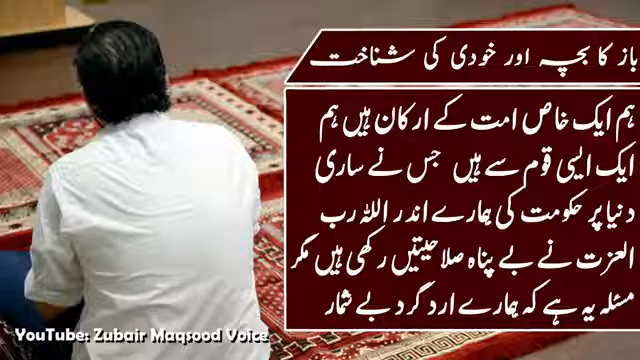 باز کا بچہ اور خودی کی شناخت
ہم ایک خاص امت کے ارکان ہیں ہم
ایک ایسی قوم سے ہیں جس نے ساری
دنیا پر حکومت کی ہمارے اندر اللہ رب
العزت نے بے پناہ صلاحیتیں رکھی ہیں مگر
مسئلہ یہ ہے کہ ہمارے ارد گرد بے شمار
YouTube: Zubair Maqsood Voice